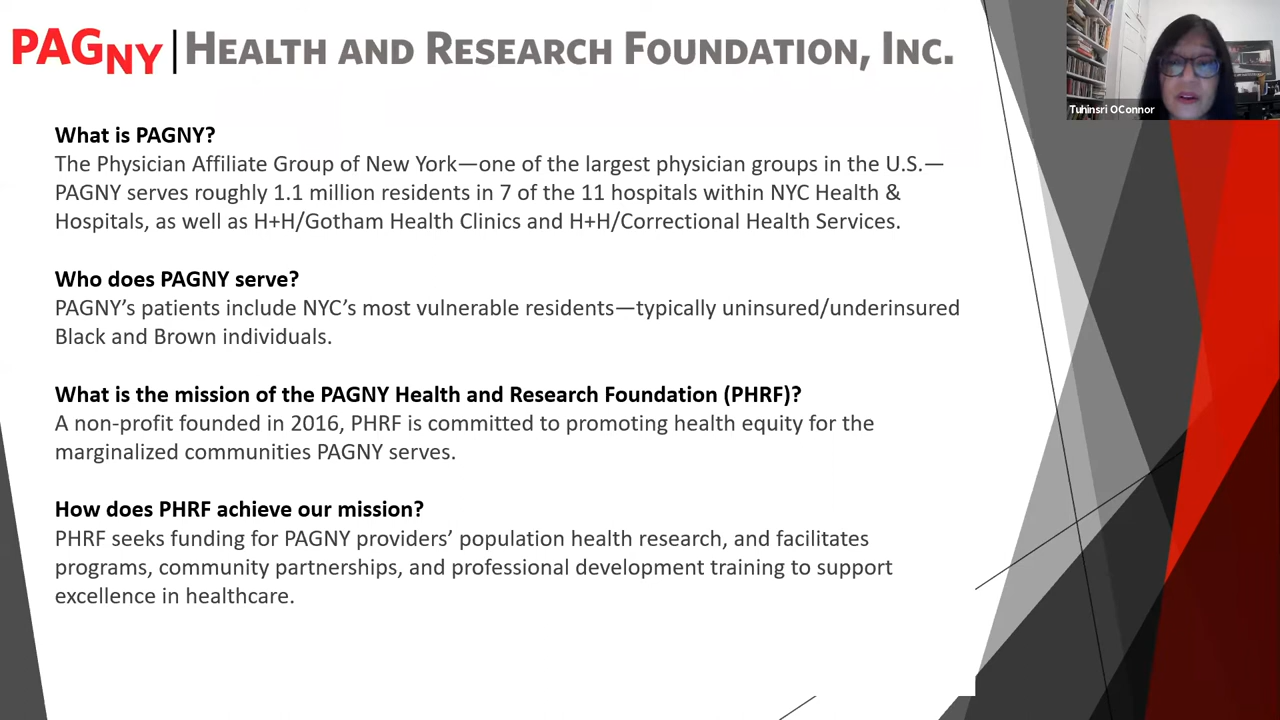 PAGNY | HEALTH AND RESEARCH FOUNDATION, INC.
Tuhinsri OConnor
What is PAGNY?
The Physician Affiliate Group of New York—one of the largest physician groups in the U.S.—
PAGNY serves roughly 1.1 million residents in 7 of the 11 hospitals within NYC Health &
Hospitals, as well as H+H/Gotham Health Clinics and H+H/Correctional Health Services.
Who does PAGNY serve?
PAGNY’s patients include NYC’s most vulnerable residents—typically uninsured/underinsured
Black and Brown individuals.
What is the mission of the PAGNY Health and Research Foundation (PHRF)?
A non-profit founded in 2016, PHRF is committed to promoting health equity for the
marginalized communities PAGNY serves.
How does PHRF achieve our mission?
PHRF seeks funding for PAGNY providers’ population health research, and facilitates
programs, community partnerships, and professional development training to support
excellence in healthcare.